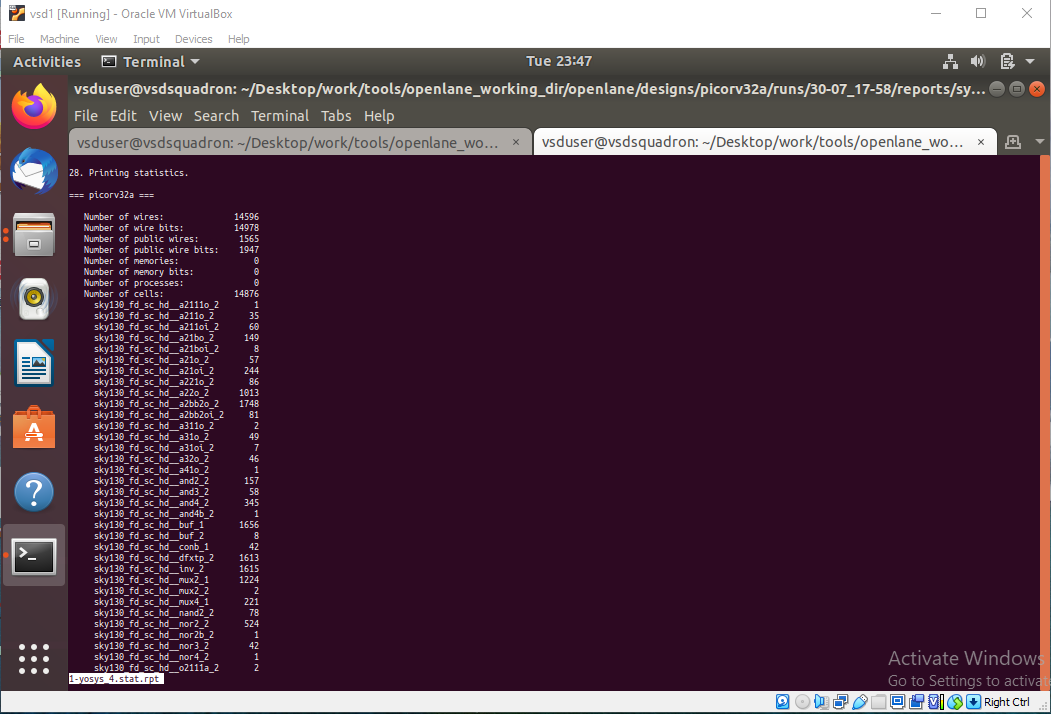 vsd1 [Running] - Oracle VM VirtualBox
File Machine View Input Devices Help
Activities Terminal Tue 23:47
vsduser@vsdsquadron: ~/Desktop/work/tools/openlane_working_dir/openlane/designs/picorv32a/runs/30-07_17-58/reports/sy...
File Edit View Search Terminal Tabs Help
vsduser@vsdsquadron: ~/Desktop/work/tools/openlane_wo... × vsduser@vsdsquadron: ~/Desktop/work/tools/openlane_wo... ×
28. Printing statistics.
=== picorv32a ===
Number of wires: 14596
Number of wire bits: 14978
Number of public wires: 1565
Number of public wire bits: 1947
Number of memories: 0
Number of memory bits: 0
Number of processes: 0
Number of cells: 14876
sky130_fd_sc_hd__a2111o_2 1
sky130_fd_sc_hd__a211o_2 35
sky130_fd_sc_hd__a211oi_2 60
sky130_fd_sc_hd__a21bo_2 149
sky130_fd_sc_hd__a21boi_2 8
sky130_fd_sc_hd__a21o_2 57
sky130_fd_sc_hd__a21oi_2 244
sky130_fd_sc_hd__a221o_2 86
sky130_fd_sc_hd__a22o_2 1013
sky130_fd_sc_hd__a2bb2o_2 1748
sky130_fd_sc_hd__a2bb2oi_2 81
sky130_fd_sc_hd__a311o_2 2
sky130_fd_sc_hd__a31o_2 49
sky130_fd_sc_hd__a31oi_2 7
sky130_fd_sc_hd__a32o_2 46
sky130_fd_sc_hd__a41o_2 1
sky130_fd_sc_hd__and2_2 157
sky130_fd_sc_hd__and3_2 58
sky130_fd_sc_hd__and4_2 345
sky130_fd_sc_hd__and4b_2 1
sky130_fd_sc_hd__buf_1 1656
sky130_fd_sc_hd__buf_2 8
sky130_fd_sc_hd__conb_1 42
sky130_fd_sc_hd__dfxtp_2 1613
sky130_fd_sc_hd__inv_2 1615
sky130_fd_sc_hd__mux2_1 1224
sky130_fd_sc_hd__mux2_2 2
sky130_fd_sc_hd__mux4_1 221
sky130_fd_sc_hd__nand2_2 78
sky130_fd_sc_hd__nor2_2 524
sky130_fd_sc_hd__nor2b_2 1
sky130_fd_sc_hd__nor3_2 42
sky130_fd_sc_hd__nor4_2 1
sky130_fd_sc_hd__o2111a_2 2
1-yosys_4.stat.rpt
Activate Windows
Go to Settings to activate
Right Ctrl